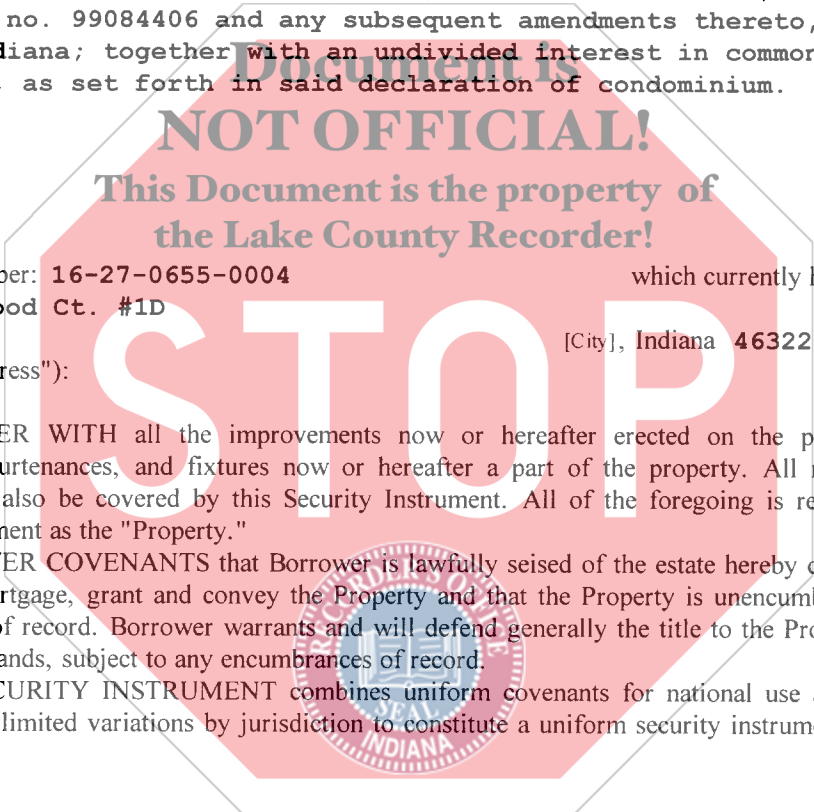 no. 99084406 and any subsequent amendments thereto,
diana; together with an undivided interest in common
as set forth in said declaration of condominium.
Document is
NOT OFFICIAL!
This Document is the property of
the Lake County Recorder!
ber: 16-27-0655-0004 which currently h
ood Ct. #1D
[City], Indiana 46322
ress"):
STOP
ER WITH all the improvements now or hereafter erected on the p
urtenances, and fixtures now or hereafter a part of the property. All r
also be covered by this Security Instrument. All of the foregoing is re
ment as the "Property."
ER COVENANTS that Borrower is lawfully seised of the estate hereby c
rtgage, grant and convey the Property and that the Property is unencumb
of record. Borrower warrants and will defend generally the title to the Pro
ands, subject to any encumbrances of record.
CURITY INSTRUMENT combines uniform covenants for national use
limited variations by jurisdiction to constitute a uniform security instrume
RECORDER'S OFFICE
SEAL
INDIANA